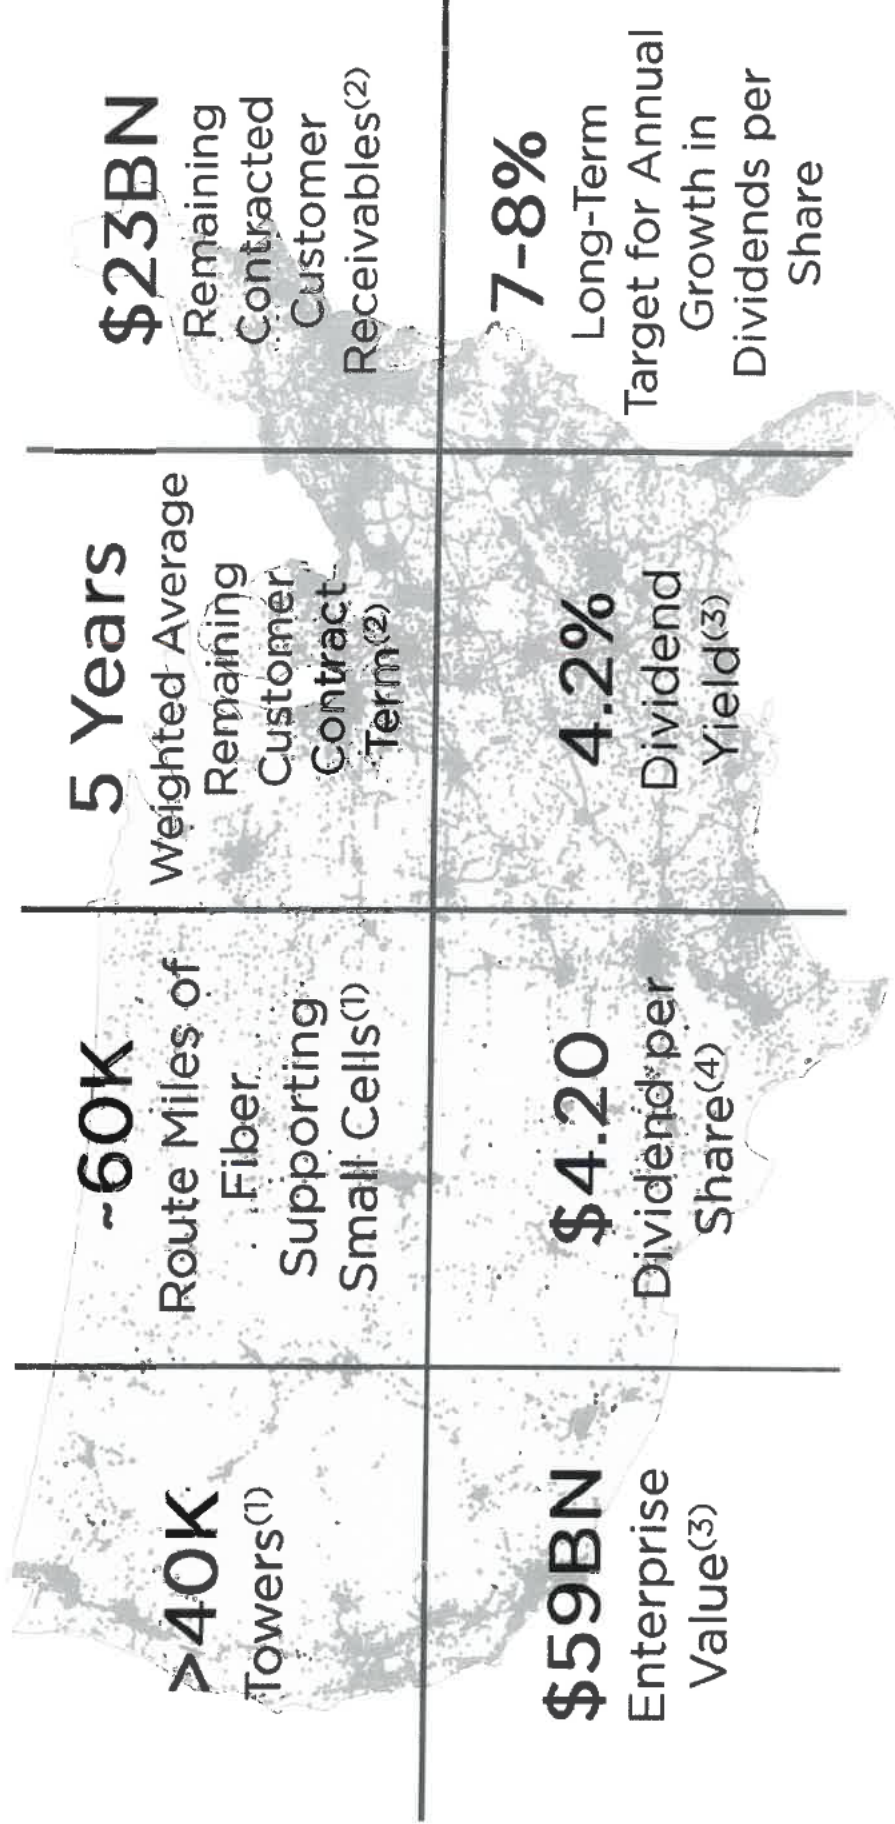 >40K
Towers(1)
~60K
Route Miles of
Fiber
Supporting
Small Cells(1)
5 Years
Weighted Average
Remaining
Customer
Contract
Term(2)
$23BN
Remaining
Contracted
Customer
Receivables(2)
$59BN
Enterprise
Value(3)
$4.20
Dividend per
Share(4)
4.2%
Dividend
Yield(3)
7-8%
Long-Term
Target for Annual
Growth in
Dividends per
Share